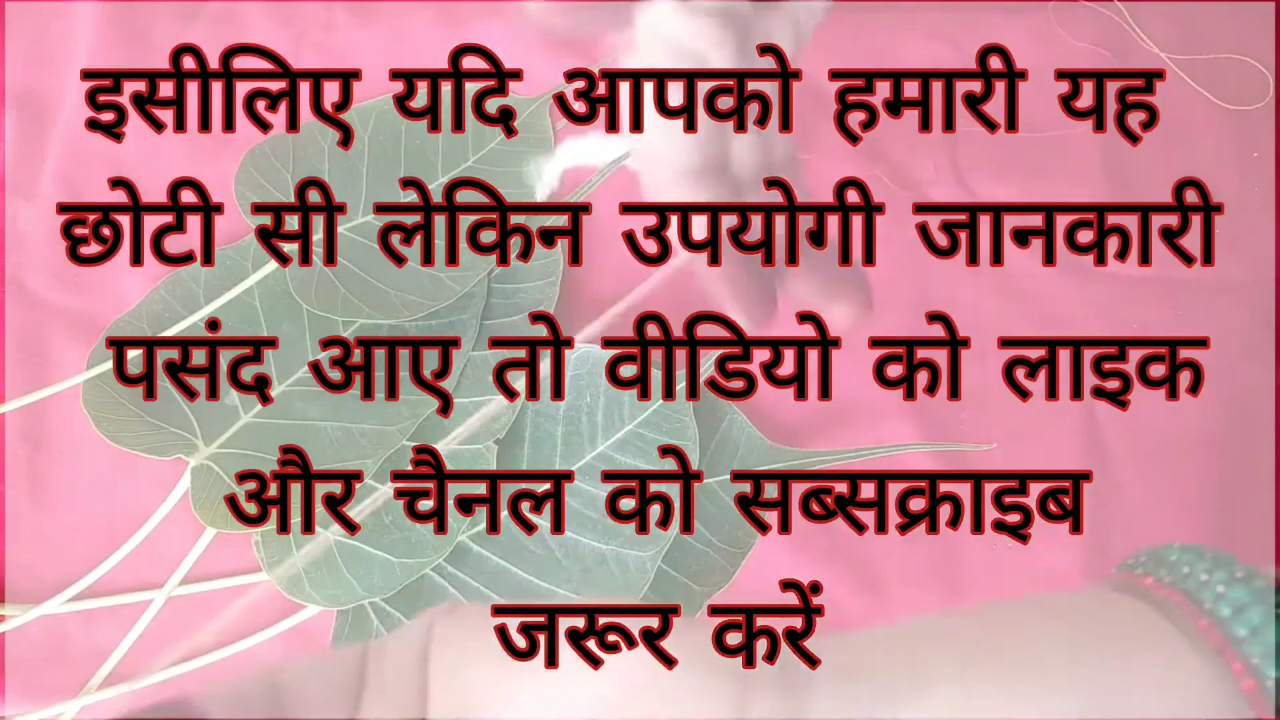 इसीलिए यदि आपको हमारी यह
छोटी सी लेकिन उपयोगी जानकारी
पसंद आए तो वीडियो को लाइक
और चैनल को सब्सक्राइब
जरूर करें